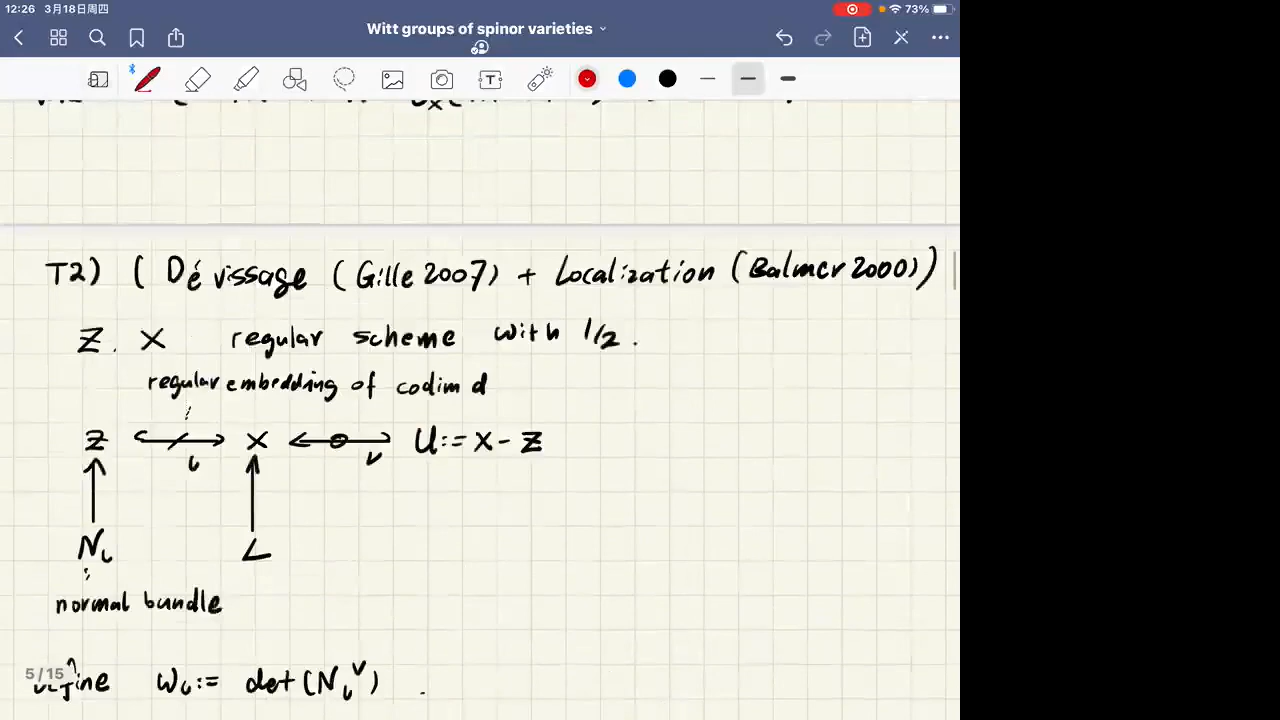 12:26 3月18日周四
73%
Witt groups of spinor varieties
T2) ( Dévissage ( Gille 2007) + Localization ( Balmer 2000) )
Z. X regular scheme with 1/2.
regular embedding of codim d
Z X U := X - Z
ι v
N_ι L
normal bundle
5/15
define ω_ι := det(N_ι^∨)